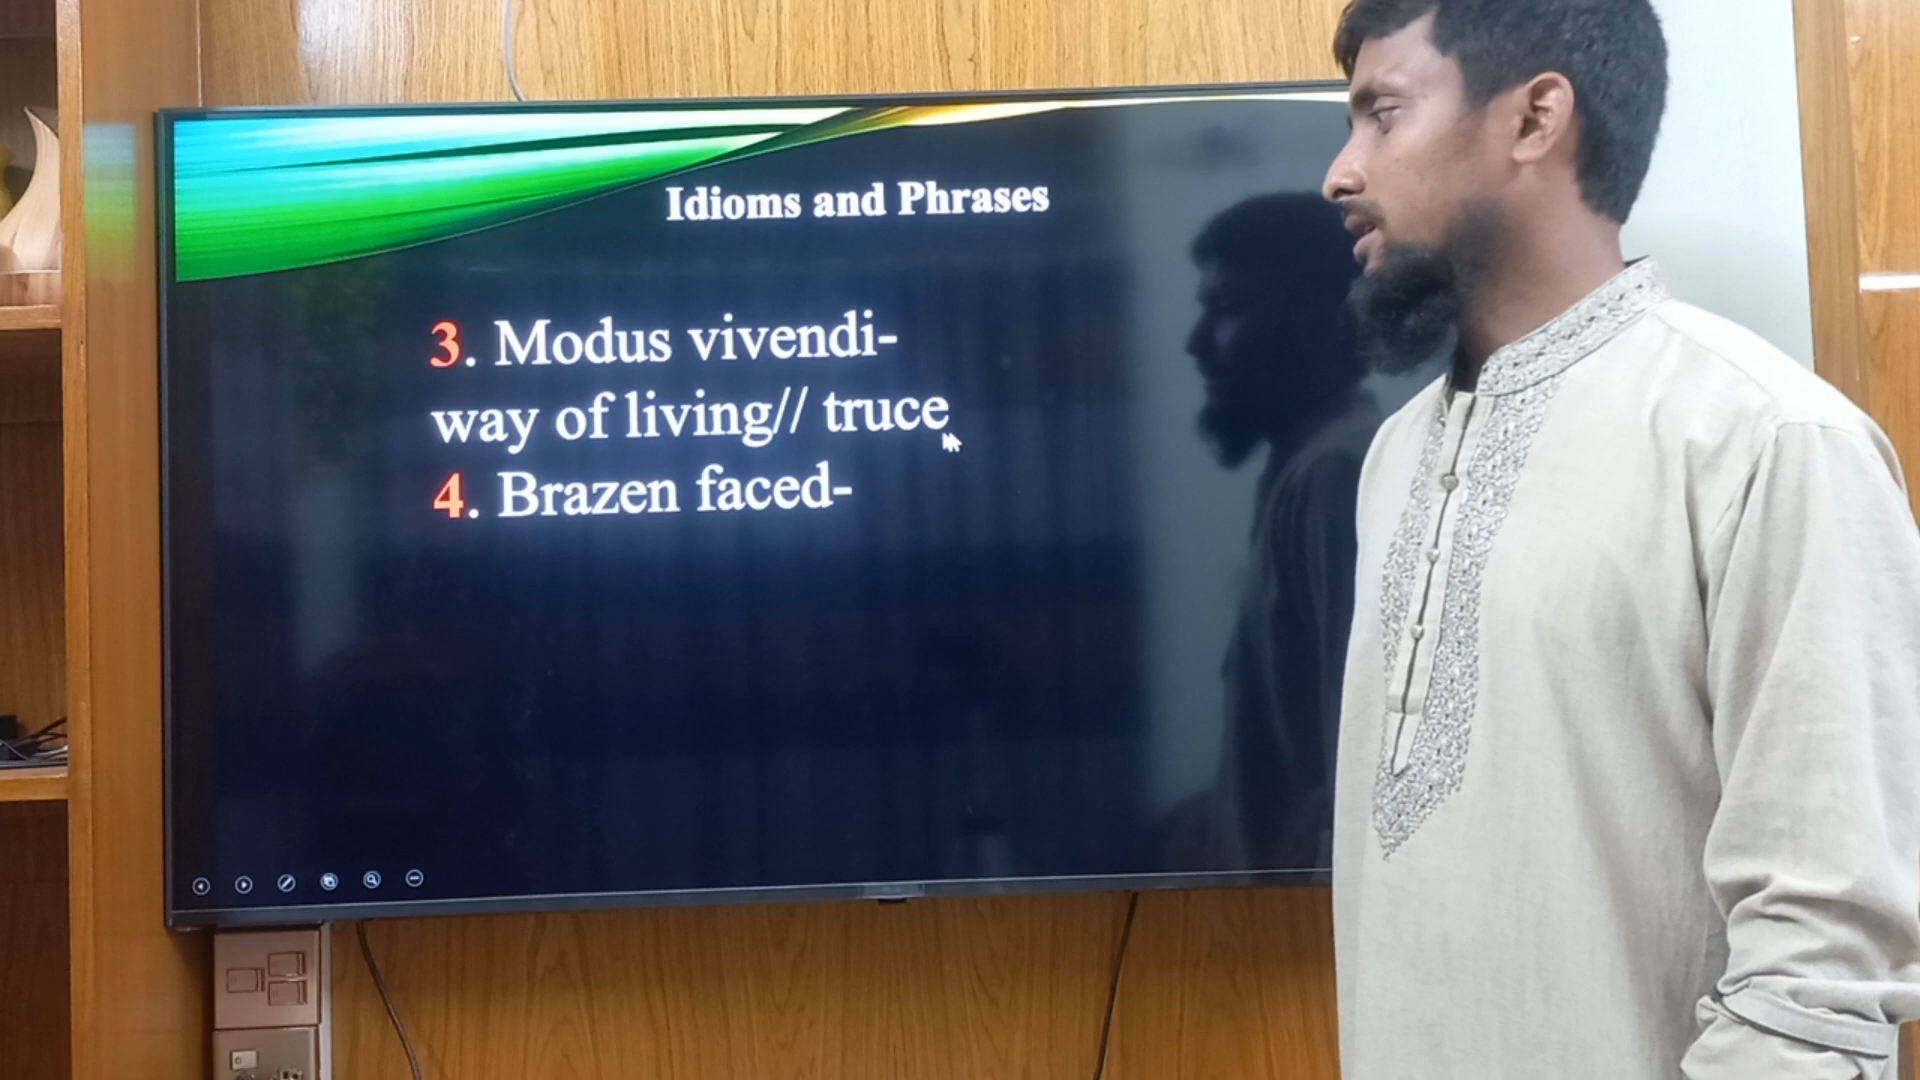 Idioms and Phrases
3. Modus vivendi-
way of living// truce
4. Brazen faced-